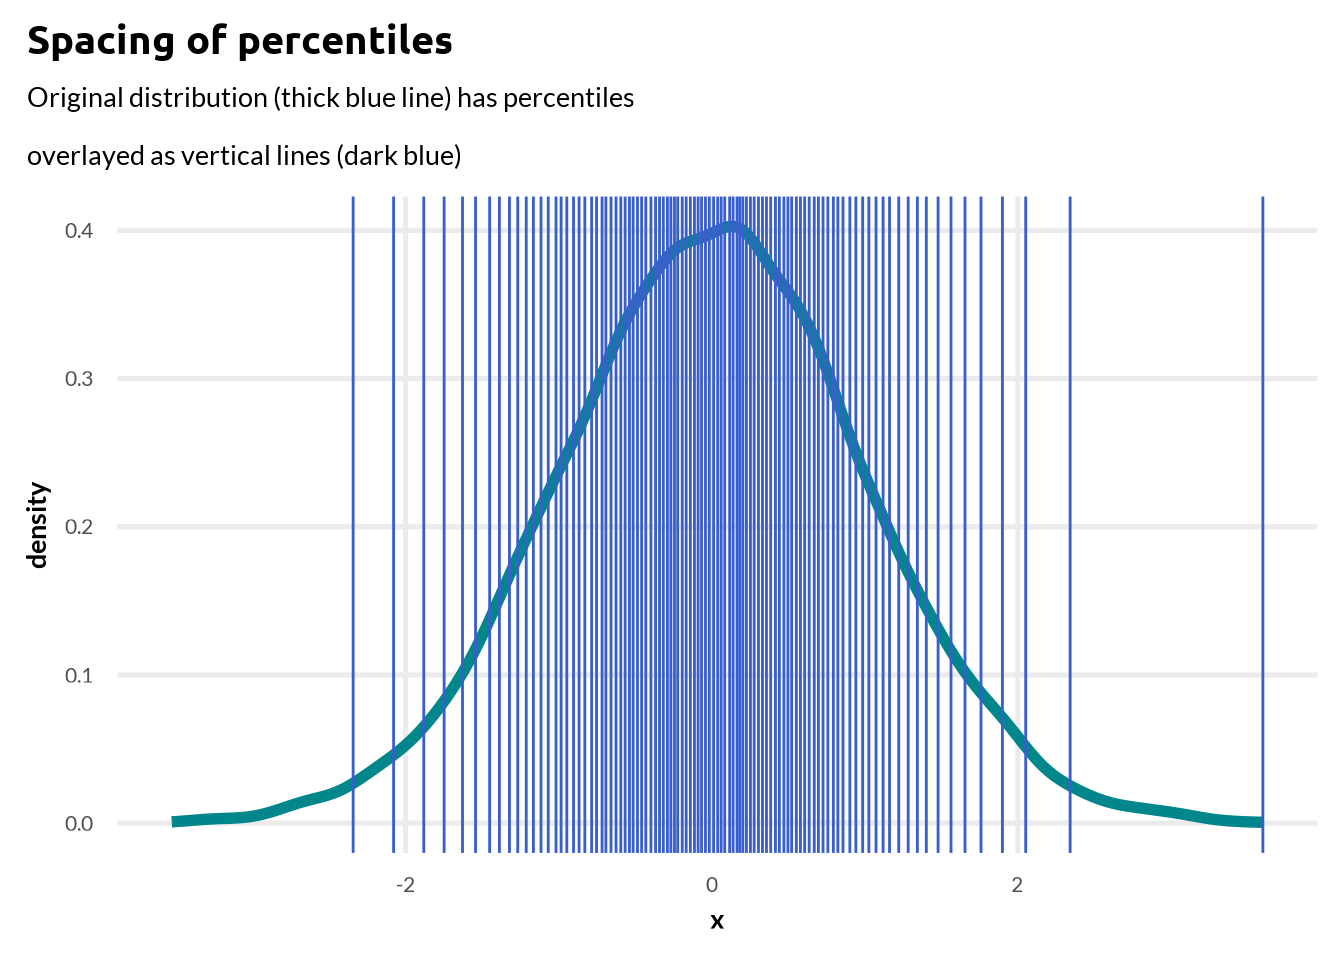 Spacing of percentiles
Original distribution (thick blue line) has percentiles
overlayed as vertical lines (dark blue)
0.4
0.3
0.2
0.1
0.0
density
-2
0
2
x